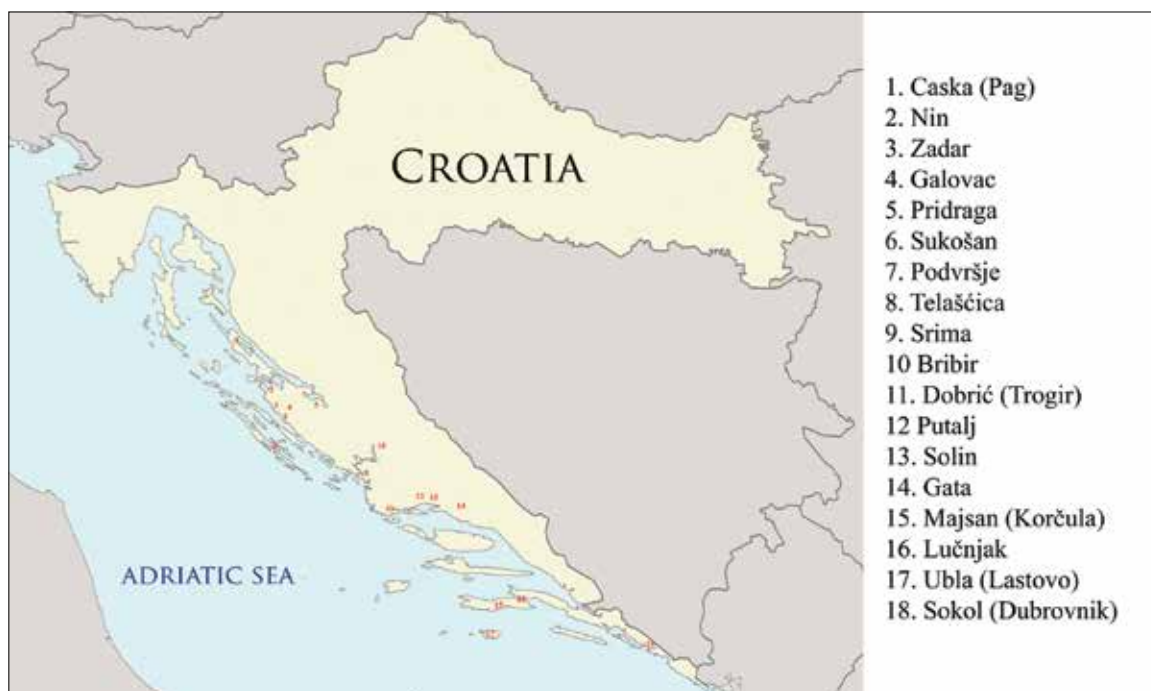 CROATIA
ADRIATIC SEA
1. Caska (Pag)
2. Nin
3. Zadar
4. Galovac
5. Pridraga
6. Sukošan
7. Podvršje
8. Telašćica
9. Srima
10 Bribir
11. Dobrić (Trogir)
12 Putalj
13. Solin
14. Gata
15. Majsan (Korčula)
16. Lučnjak
17. Ubla (Lastovo)
18. Sokol (Dubrovnik)